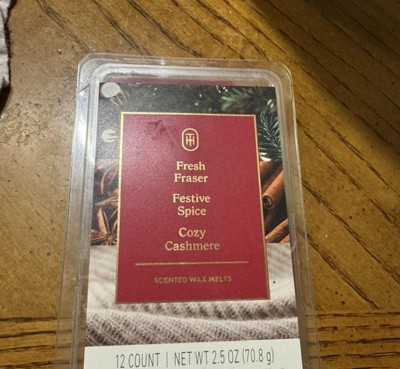 TH
Fresh
Fraser
Festive
Spice
Cozy
Cashmere
SCENTED WAX MELTS
12 COUNT | NET WT 2.5 OZ (70.8 g)